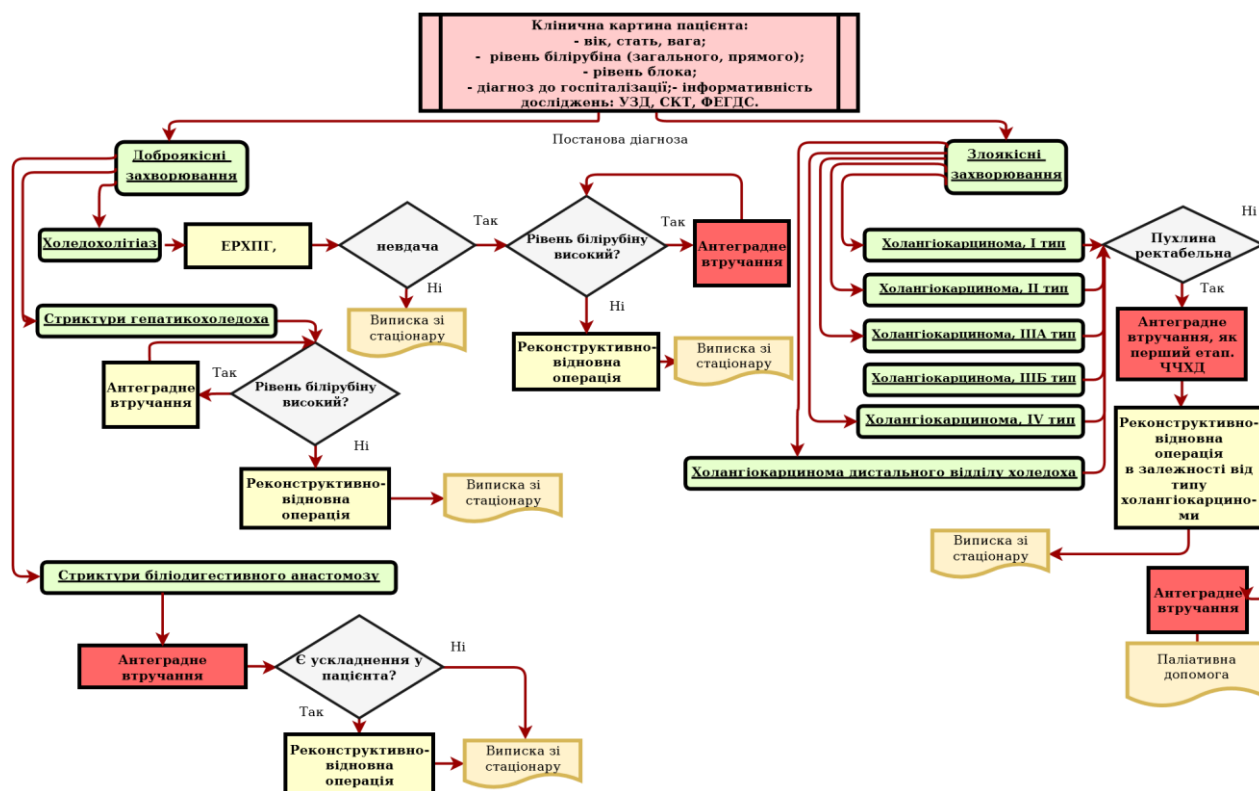 Клінична картина пацієнта:
- вік, стать, вага;
- рівень білірубіна (загального, прямого);
- рівень блока;
- діагноз до госпіталізації;- інформативність
досліджень: УЗД, СКТ, ФЕГДС.
Постанова діагноза
Доброякісні
захворювання
Злоякісні
захворювання
Холедохолітіаз
ЕРХПГ,
невдача
Так
Ні
Рівень білірубіну
високий?
Так
Ні
Антеградне
втручання
Виписка зі
стаціонару
Реконструктивно-
відновна
операція
Виписка зі
стаціонару
Стриктури гепатикохоледоха
Антеградне
втручання
Так
Рівень білірубіну
високий?
Ні
Реконструктивно-
відновна
операція
Виписка зі
стаціонару
Стриктури біліодигестивного анастомозу
Антеградне
втручання
Є ускладнення у
пацієнта?
Ні
Так
Реконструктивно-
відновна
операція
Виписка зі
стаціонару
Холангіокарцинома, I тип
Холангіокарцинома, II тип
Холангіокарцинома, IIIА тип
Холангіокарцинома, IIIБ тип
Холангіокарцинома, IV тип
Холангіокарцинома дистального відділу холедоха
Ні
Пухлина
ректабельна
Так
Антеградне
втручання, як
перший етап.
ЧЧХД
Реконструктивно-
відновна
операція
в залежності від
типу
холангіокарцино-
ми
Виписка зі
стаціонару
Антеградне
втручання
Паліативна
допомога